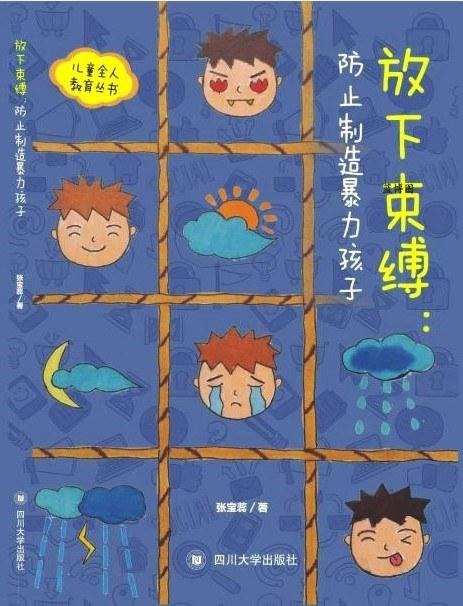 放下束缚：防止制造暴力孩子
张宝蕊/著
四川大学出版社
儿童全人
教育丛书
放下束缚：
防止制造暴力孩子
张宝蕊/著
四川大学出版社